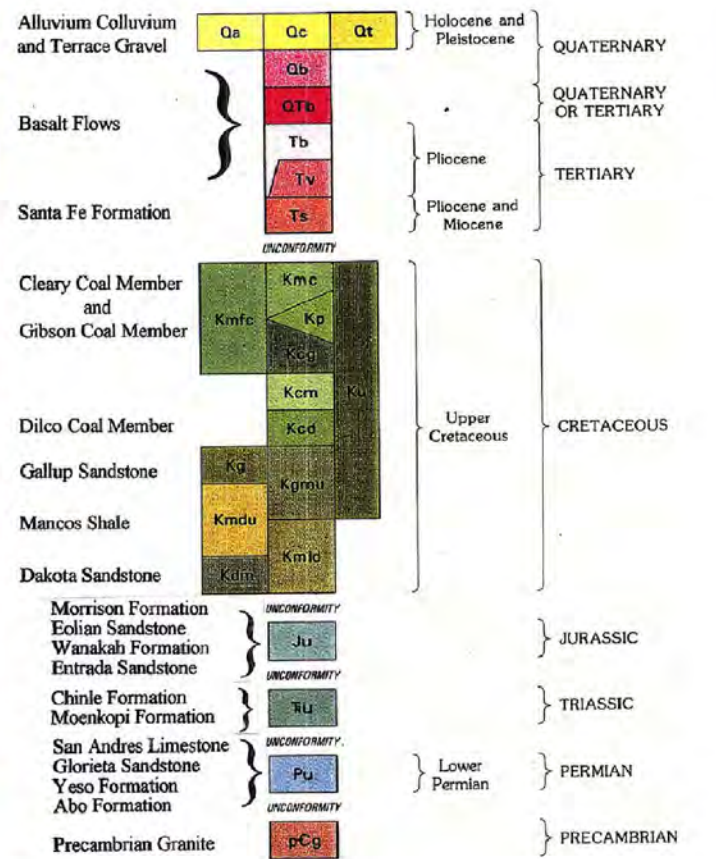 Alluvium Colluvium
and Terrace Gravel
Qa
Qc
Qt
Holocene and
Pleistocene
QUATERNARY
Qb
Basalt Flows
QTb
QUATERNARY
OR TERTIARY
Tb
Tv
Pliocene
TERTIARY
Santa Fe Formation
Ts
Pliocene and
Miocene
UNCONFORMITY
Cleary Coal Member
and
Gibson Coal Member
Kmfc
Kmc
Kp
Kcg
Ku
Kcm
Dilco Coal Member
Kcd
Upper
Cretaceous
CRETACEOUS
Gallup Sandstone
Kg
Kgmu
Mancos Shale
Kmdu
Kmld
Dakota Sandstone
Kdm
UNCONFORMITY
Morrison Formation
Eolian Sandstone
Wanakah Formation
Entrada Sandstone
Ju
JURASSIC
UNCONFORMITY
Chinle Formation
Moenkopi Formation
TRIASSIC
UNCONFORMITY
San Andres Limestone
Glorieta Sandstone
Yeso Formation
Abo Formation
Pu
Lower
Permian
PERMIAN
UNCONFORMITY
Precambrian Granite
pCg
PRECAMBRIAN